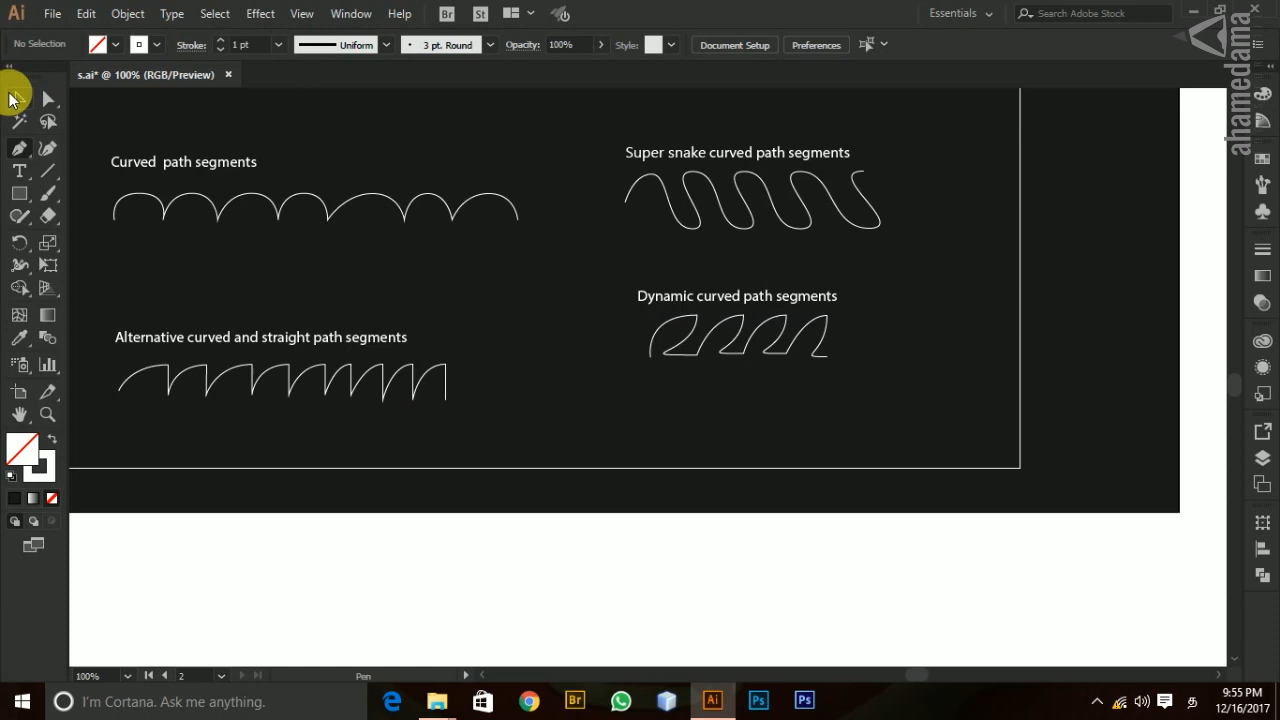 Ai File Edit Object Type Select Effect View Window Help Br St Essentials Search Adobe Stock
No Selection Stroke: 1 pt Uniform 3 pt. Round Opacity: 100% Style: Document Setup Preferences
s.ai* @ 100% (RGB/Preview)
ahamedama
Curved path segments
Super snake curved path segments
Dynamic curved path segments
Alternative curved and straight path segments
100% 2 Pen
I'm Cortana. Ask me anything. Br Ai Ps Ps 9:55 PM
12/16/2017